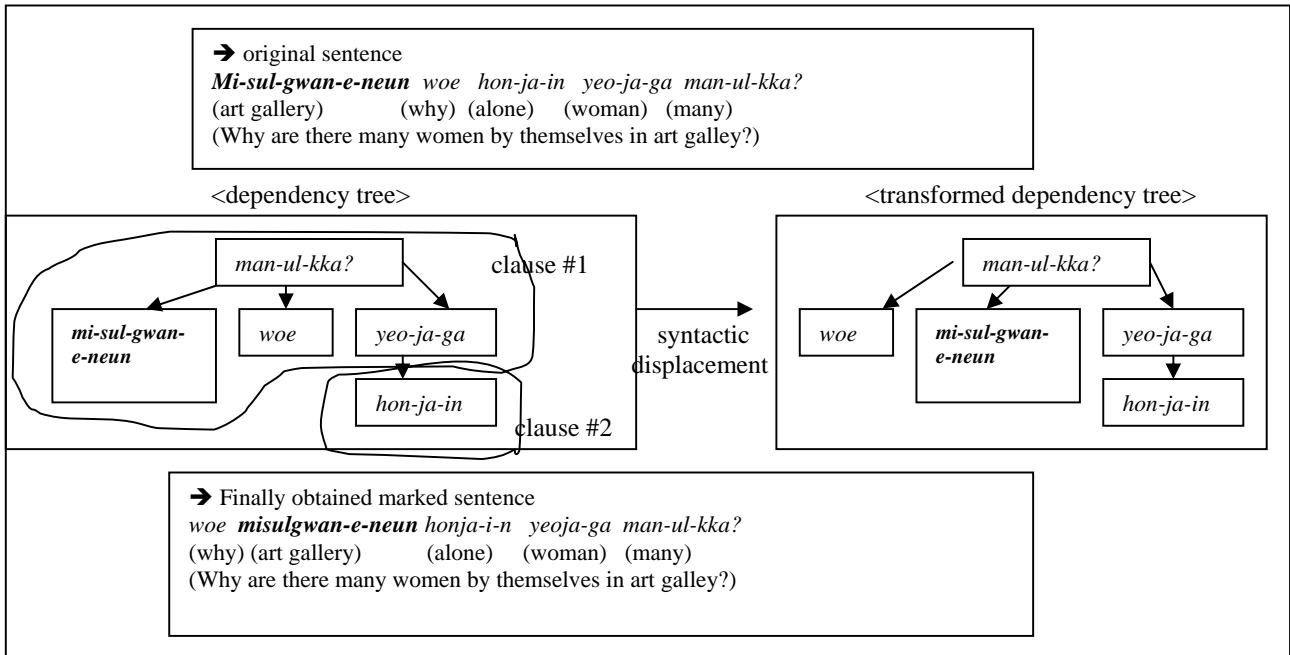 ➔ original sentence
Mi-sul-gwan-e-neun woe hon-ja-in yeo-ja-ga man-ul-kka?
(art gallery) (why) (alone) (woman) (many)
(Why are there many women by themselves in art galley?)
<dependency tree>
<transformed dependency tree>
man-ul-kka?
clause #1
mi-sul-gwan-
e-neun
woe
yeo-ja-ga
hon-ja-in
clause #2
syntactic
displacement
man-ul-kka?
woe
mi-sul-gwan-
e-neun
yeo-ja-ga
hon-ja-in
➔ Finally obtained marked sentence
woe misulgwan-e-neun honja-i-n yeoja-ga man-ul-kka?
(why) (art gallery) (alone) (woman) (many)
(Why are there many women by themselves in art galley?)